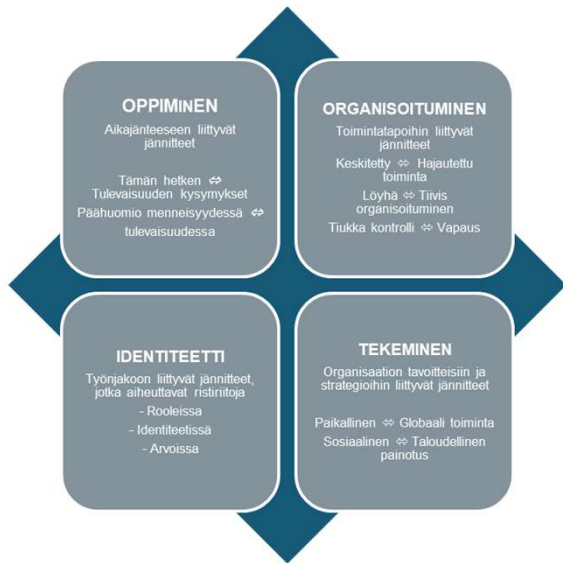 OPPIMINEN
Aikajänteeseen liittyvät
jännitteet
Tämän hetken ⇔
Tulevaisuuden kysymykset
Päähuomio menneisyydessä ⇔
tulevaisuudessa
ORGANISOITUMINEN
Toimintatapoihin liittyvät
jännitteet
Keskitetty ⇔ Hajautettu
toiminta
Löyhä ⇔ Tiivis
organisoituminen
Tiukka kontrolli ⇔ Vapaus
IDENTITEETTI
Työnjakoon liittyvät jännitteet,
jotka aiheuttavat ristiriitoja
- Rooleissa
- Identiteetissä
- Arvoissa
TEKEMINEN
Organisaation tavoitteisiin ja
strategioihin liittyvät jännitteet
Paikallinen ⇔ Globaali toiminta
Sosiaalinen ⇔ Taloudellinen
painotus